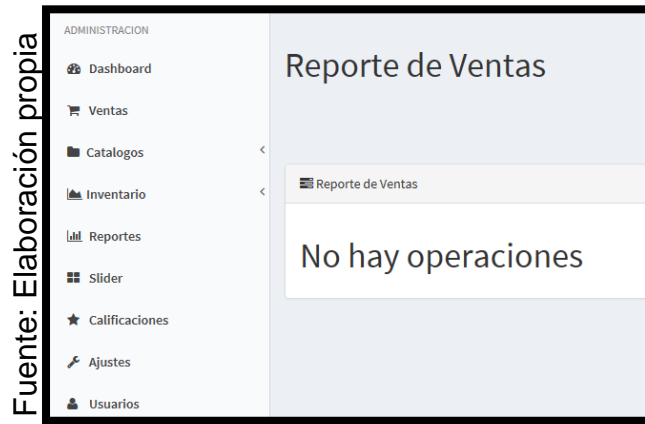 Fuente: Elaboración propia
ADMINISTRACION
Dashboard
Ventas
Catalogos
Inventario
Reportes
Slider
Calificaciones
Ajustes
Usuarios
Reporte de Ventas
Reporte de Ventas
No hay operaciones